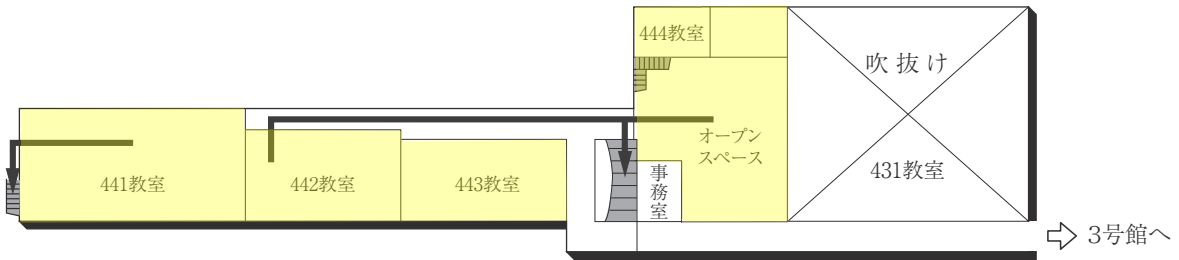 444教室
吹抜け
オープン
スペース
441教室
442教室
443教室
事務室
431教室
3号館へ